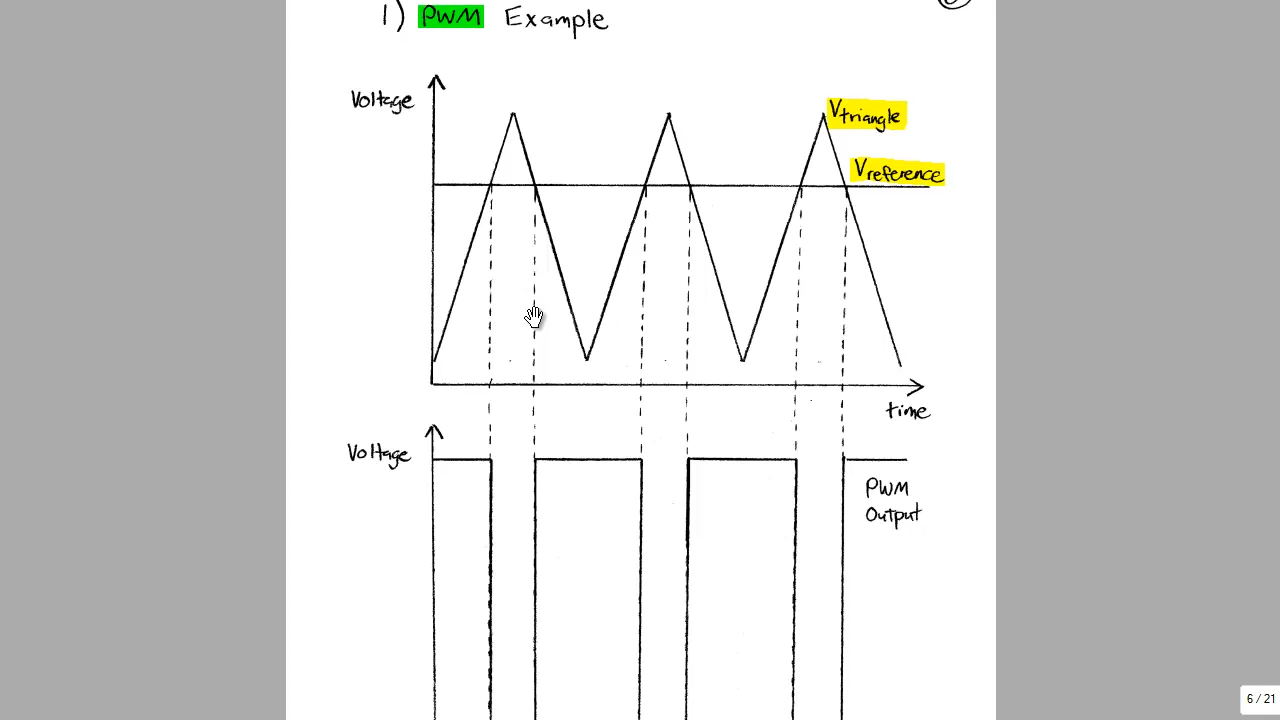 1) PWM Example
Voltage
Vtriangle
Vreference
time
Voltage
PWM
Output
6 / 21